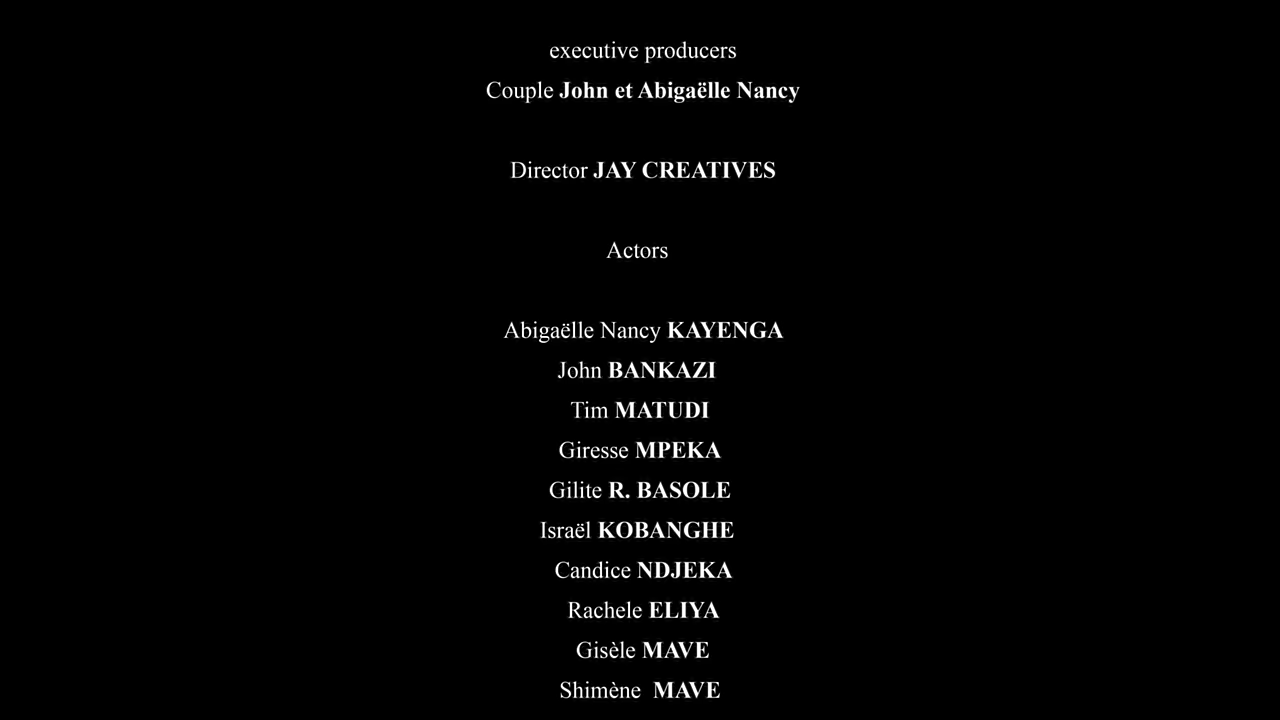 executive producers
Couple John et Abigaëlle Nancy
Director JAY CREATIVES
Actors
Abigaëlle Nancy KAYENGA
John BANKAZI
Tim MATUDI
Giresse MPEKA
Gilite R. BASOLE
Israël KOBANGHE
Candice NDJEKA
Rachele ELIYA
Gisèle MAVE
Shimène  MAVE